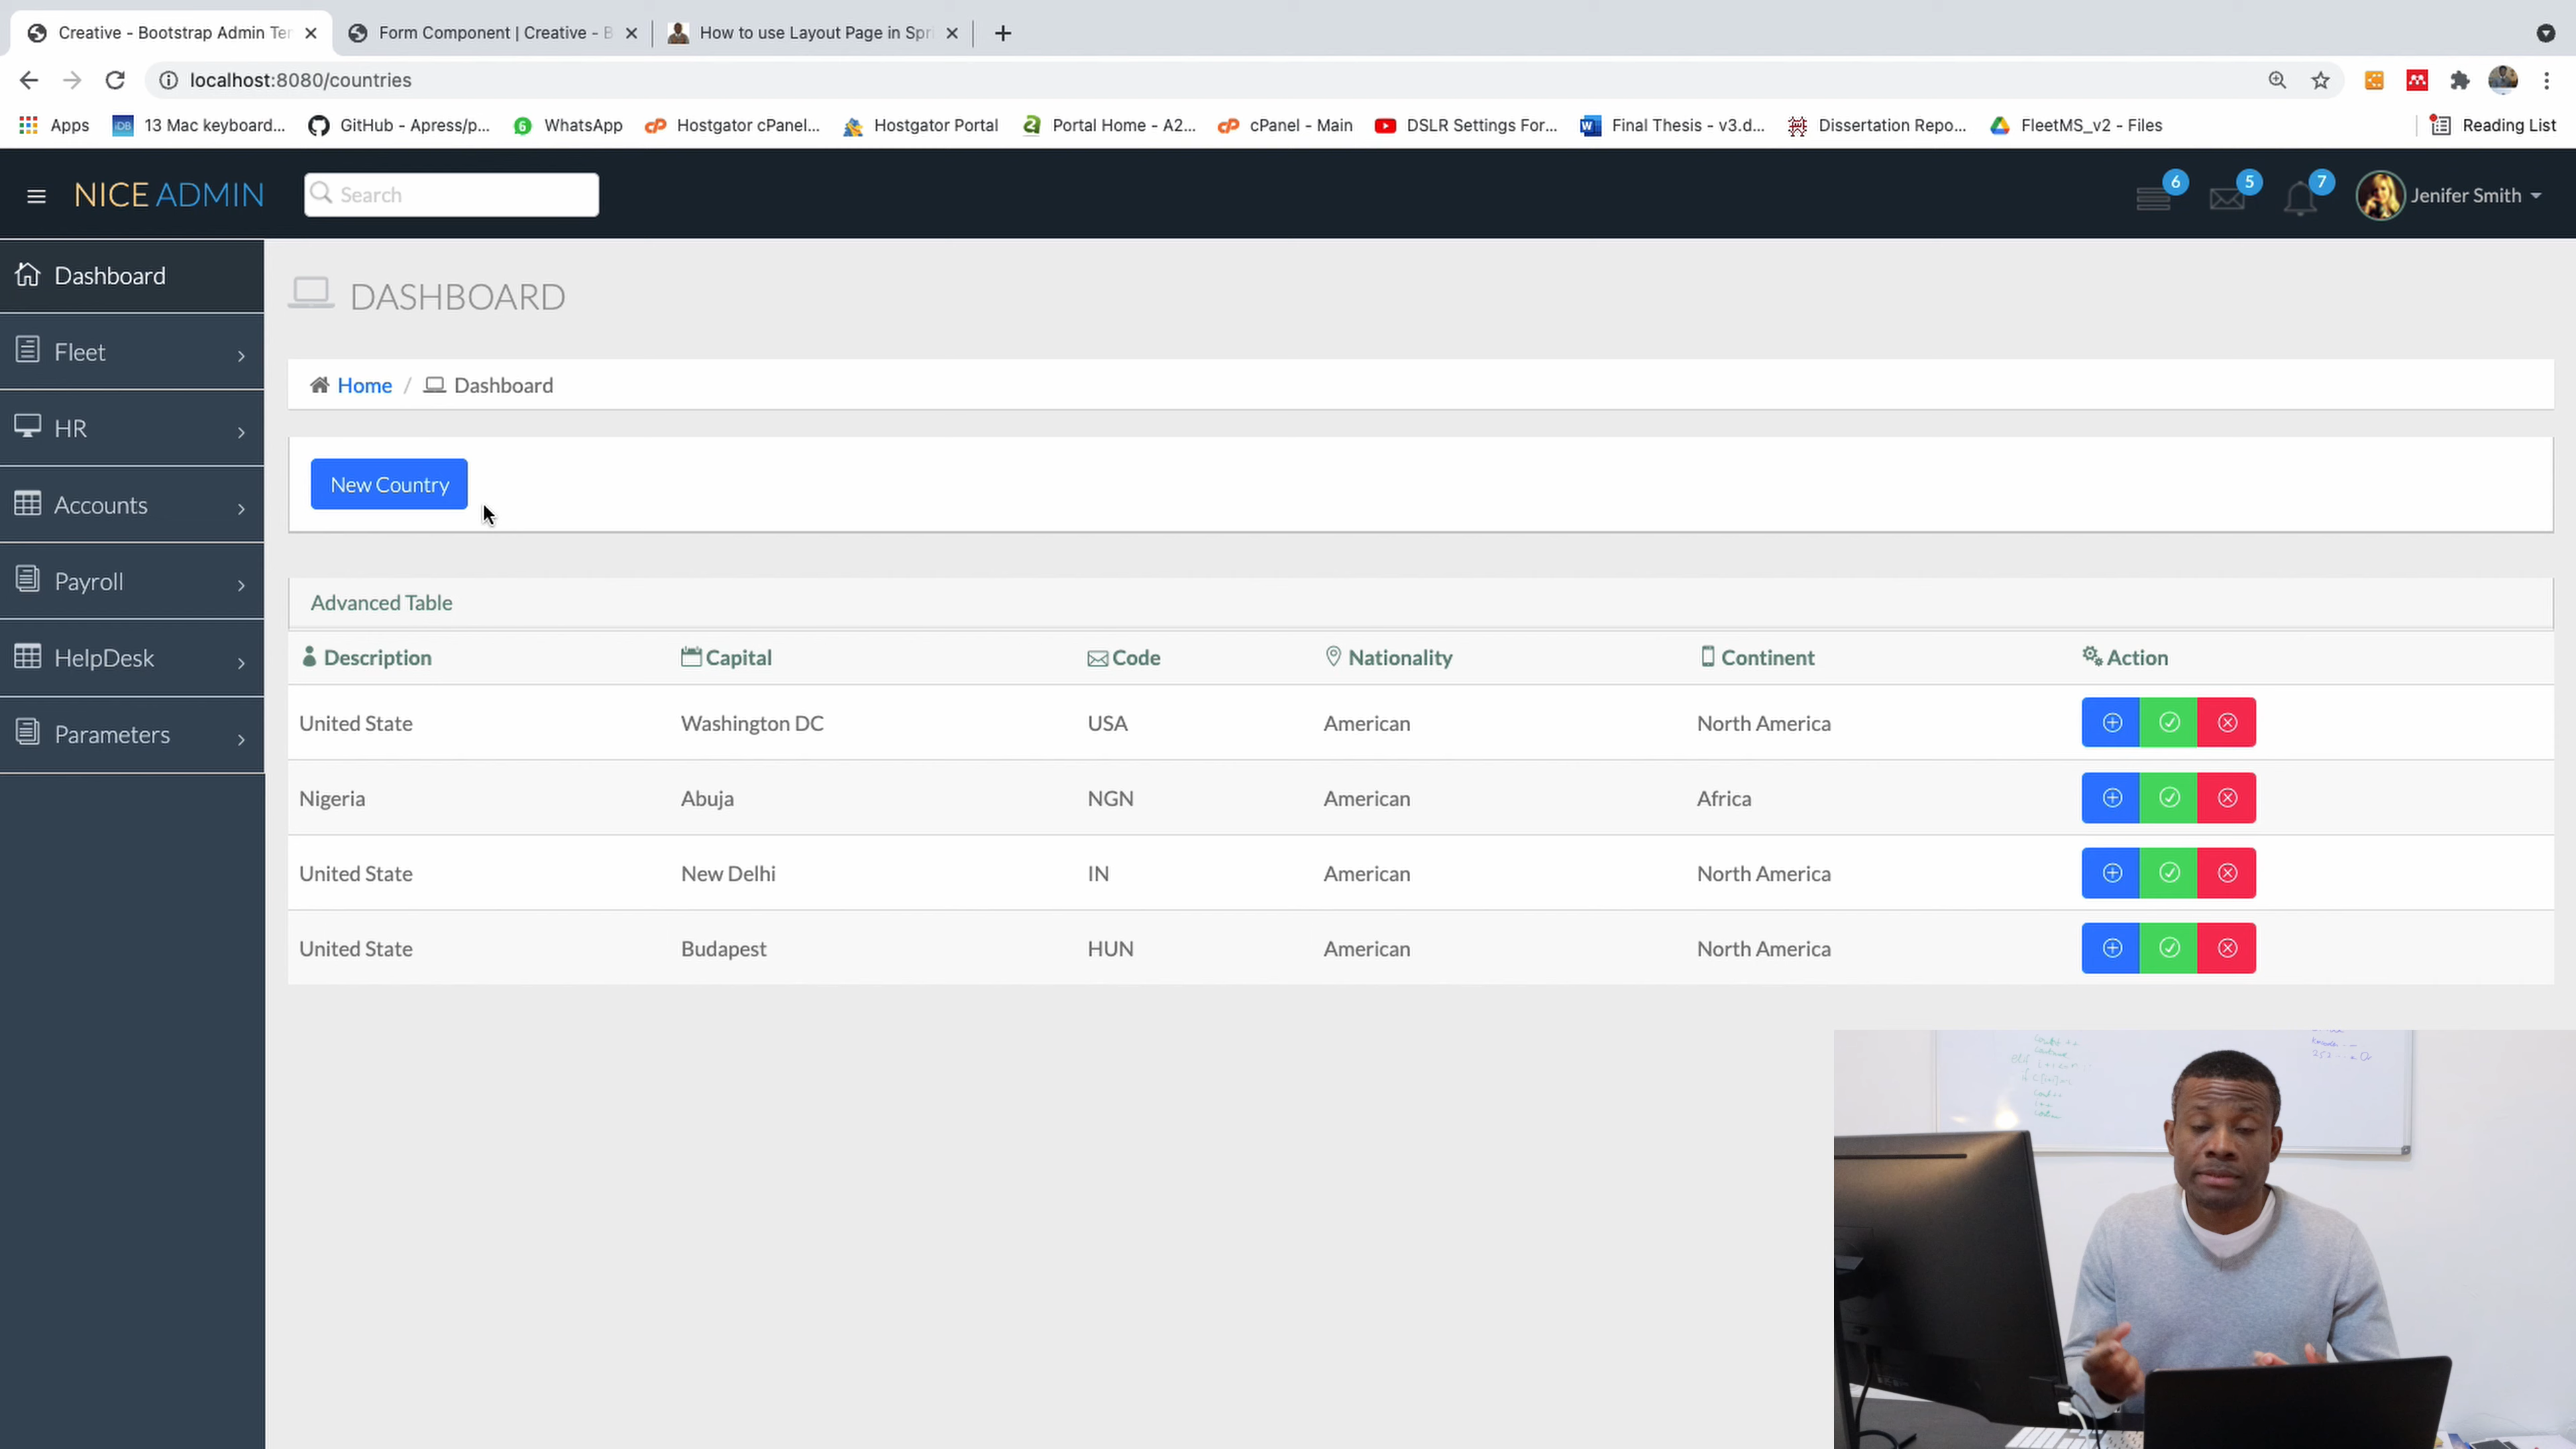 Creative - Bootstrap Admin Ter
Form Component | Creative - B
How to use Layout Page in Spr
localhost:8080/countries
Apps
13 Mac keyboard...
GitHub - Apress/p...
WhatsApp
Hostgator cPanel...
Hostgator Portal
Portal Home - A2...
cPanel - Main
DSLR Settings For...
Final Thesis - v3.d...
Dissertation Repo...
FleetMS_v2 - Files
Reading List
NICE ADMIN
Search
6
5
7
Jenifer Smith
Dashboard
Fleet
HR
Accounts
Payroll
HelpDesk
Parameters
DASHBOARD
Home / Dashboard
New Country
Advanced Table
Description Capital Code Nationality Continent Action
United State Washington DC USA American North America
Nigeria Abuja NGN American Africa
United State New Delhi IN American North America
United State Budapest HUN American North America